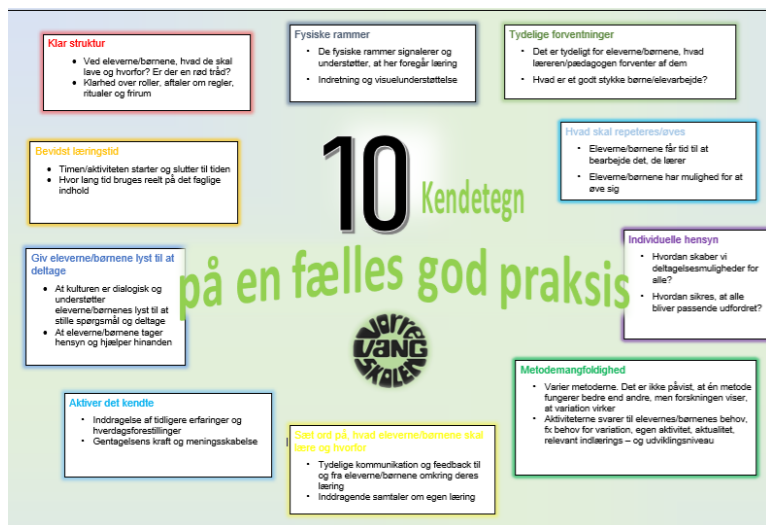 Klar struktur
• Ved eleverne/børnene, hvad de skal
lave og hvorfor? Er der en rød tråd?
• Klarhed over roller, aftaler om regler,
ritualer og frirum
Fysiske rammer
• De fysiske rammer signalerer og
understøtter, at her foregår læring
• Indretning og visuelunderstøttelse
Tydelige forventninger
• Det er tydeligt for eleverne/børnene, hvad
læreren/pædagogen forventer af dem
• Hvad er et godt stykke børne/elevarbejde?
Bevidst læringstid
• Timen/aktiviteten starter og slutter til tiden
• Hvor lang tid bruges reelt på det faglige
indhold
10 Kendetegn
på en fælles god praksis
Hvad skal repeteres/øves
• Eleverne/børnene får tid til at
bearbejde det, de lærer
• Eleverne/børnene har mulighed for at
øve sig
Giv eleverne/børnene lyst til at
deltage
• At kulturen er dialogisk og
understøtter
eleverne/børnenes lyst til at
stille spørgsmål og deltage
• At eleverne/børnene tager
hensyn og hjælper hinanden
Individuelle hensyn
• Hvordan skaber vi
deltagelsesmuligheder for
alle?
• Hvordan sikres, at alle
bliver passende udfordret?
Nørre
Vang
Skolen
Aktiver det kendte
• Inddragelse af tidligere erfaringer og
hverdagsforestillinger
• Gentagelsens kraft og meningsskabelse
Sæt ord på, hvad eleverne/børnene skal
lære og hvorfor
• Tydelige kommunikation og feedback til
og fra eleverne/børnene omkring deres
læring
• Inddragende samtaler om egen læring
Metodemangfoldighed
• Varier metoderne. Det er ikke påvist, at én metode
fungerer bedre end andre, men forskningen viser,
at variation virker
• Aktiviteterne svarer til elevernes/børnenes behov,
fx behov for variation, egen aktivitet, aktualitet,
relevant indlærings – og udviklingsniveau